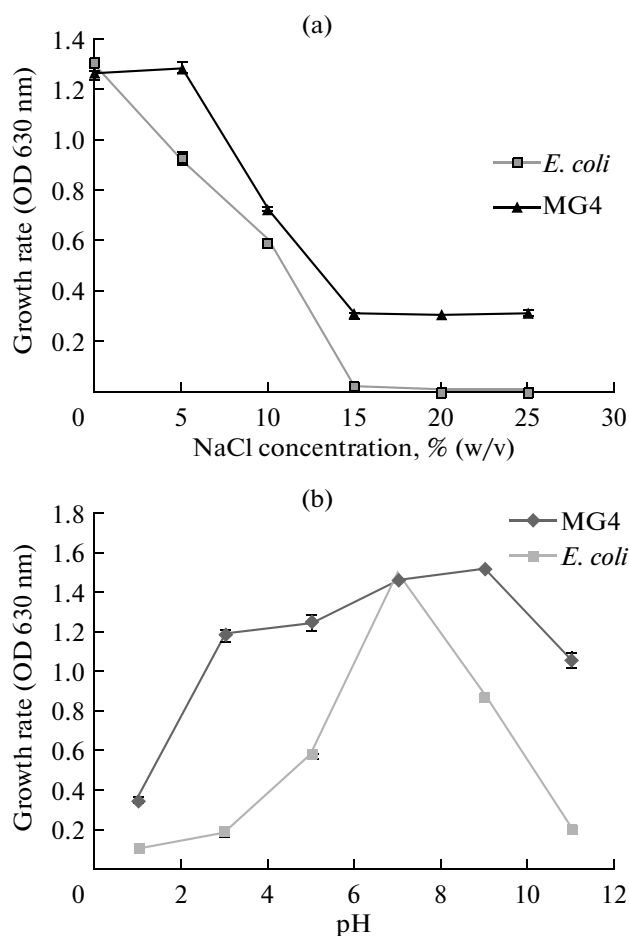 (a)
Growth rate (OD 630 nm)
1.4
1.2
1.0
0.8
0.6
0.4
0.2
0 5 10 15 20 25 30
NaCl concentration, % (w/v)
E. coli
MG4
(b)
Growth rate (OD 630 nm)
1.8
1.6
1.4
1.2
1.0
0.8
0.6
0.4
0.2
0 2 4 6 8 10 12
pH
MG4
E. coli